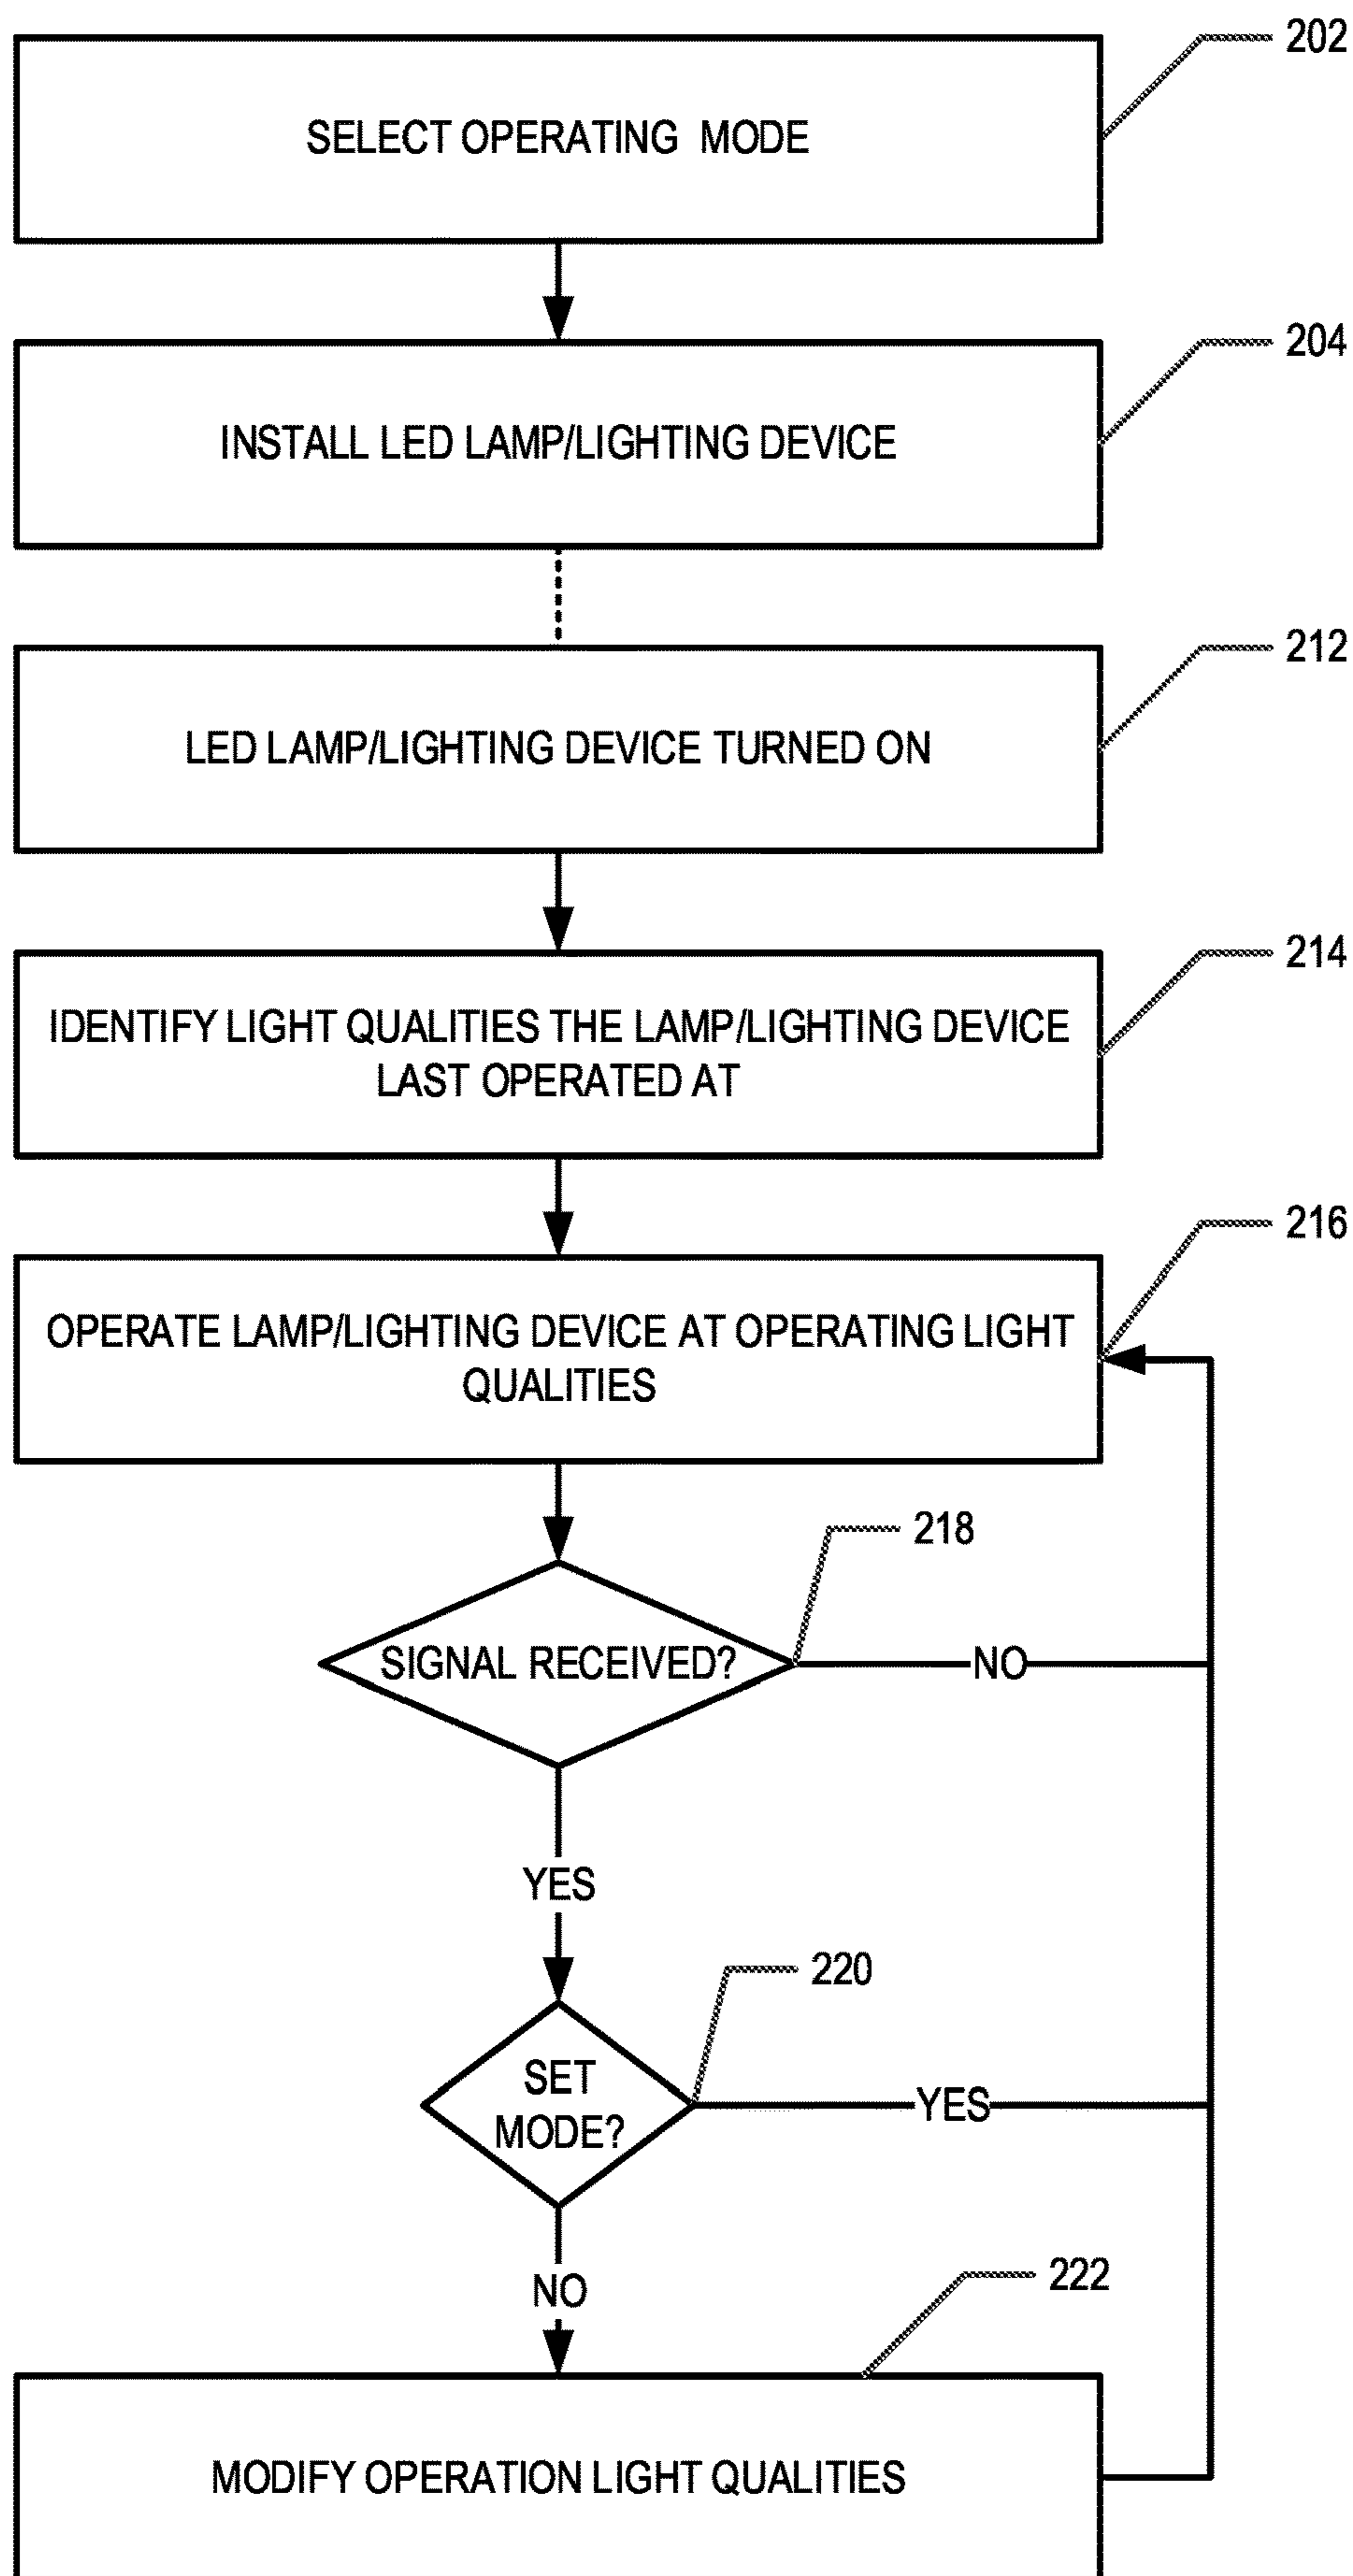 202
SELECT OPERATING MODE
204
INSTALL LED LAMP/LIGHTING DEVICE
212
LED LAMP/LIGHTING DEVICE TURNED ON
214
IDENTIFY LIGHT QUALITIES THE LAMP/LIGHTING DEVICE
LAST OPERATED AT
216
OPERATE LAMP/LIGHTING DEVICE AT OPERATING LIGHT
QUALITIES
218
SIGNAL RECEIVED?
NO
YES
220
SET
MODE?
YES
NO
222
MODIFY OPERATION LIGHT QUALITIES